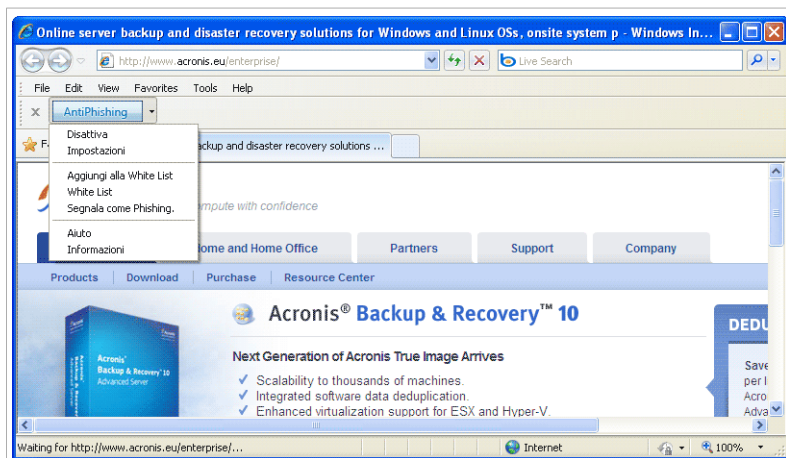 Online server backup and disaster recovery solutions for Windows and Linux OSs, onsite system p - Windows In...
http://www.acronis.eu/enterprise/
Live Search
File Edit View Favorites Tools Help
x AntiPhishing
Disattiva
Impostazioni
Aggiungi alla White List
White List
Segnala come Phishing.
Aiuto
Informazioni
F
ackup and disaster recovery solutions ...
mpute with confidence
ome and Home Office Partners Support Company
Products Download Purchase Resource Center
Acronis® Backup & Recovery™ 10
DEDU
Acronis®
Backup & Recovery™10
Advanced Server
Next Generation of Acronis True Image Arrives
Scalability to thousands of machines.
Integrated software data deduplication.
Enhanced virtualization support for ESX and Hyper-V.
Save
per l
Acro
Adva
Waiting for http://www.acronis.eu/enterprise/... Internet 100%